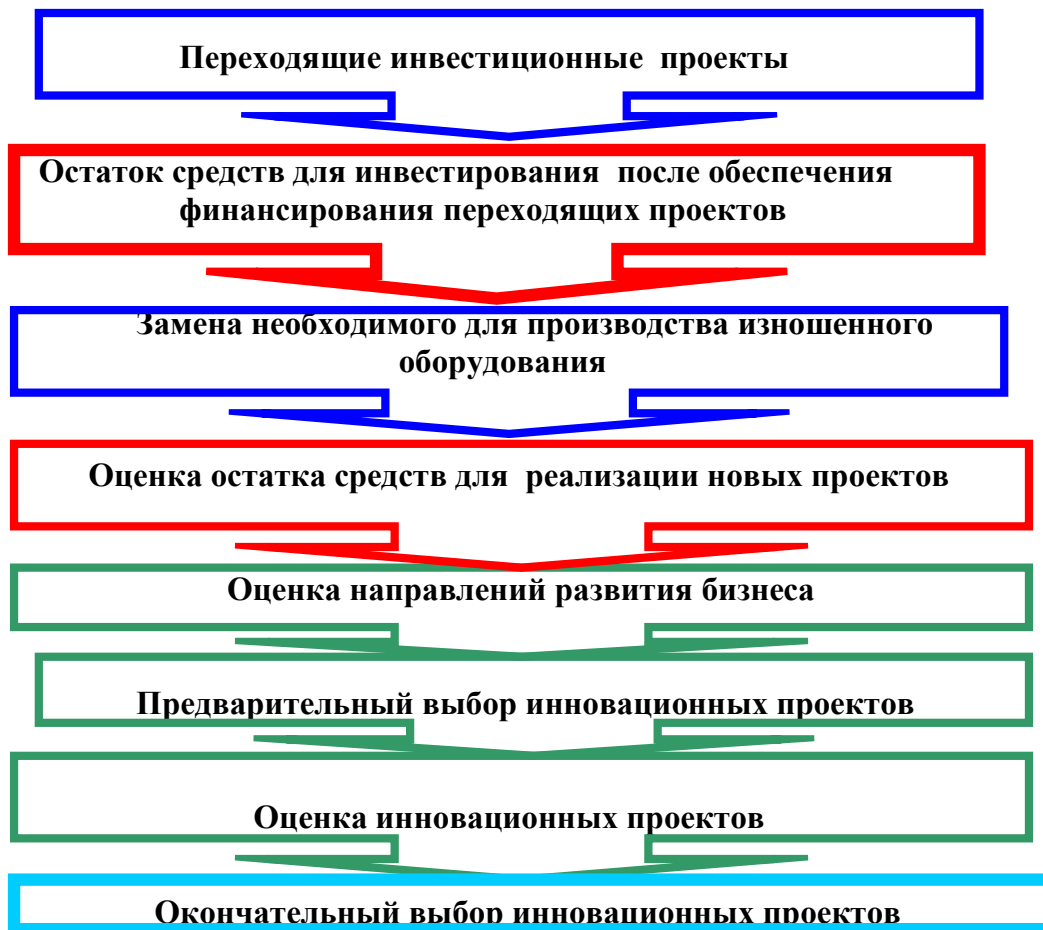 Переходящие инвестиционные проекты
Остаток средств для инвестирования после обеспечения
финансирования переходящих проектов
Замена необходимого для производства изношенного
оборудования
Оценка остатка средств для реализации новых проектов
Оценка направлений развития бизнеса
Предварительный выбор инновационных проектов
Оценка инновационных проектов
Окончательный выбор инновационных проектов